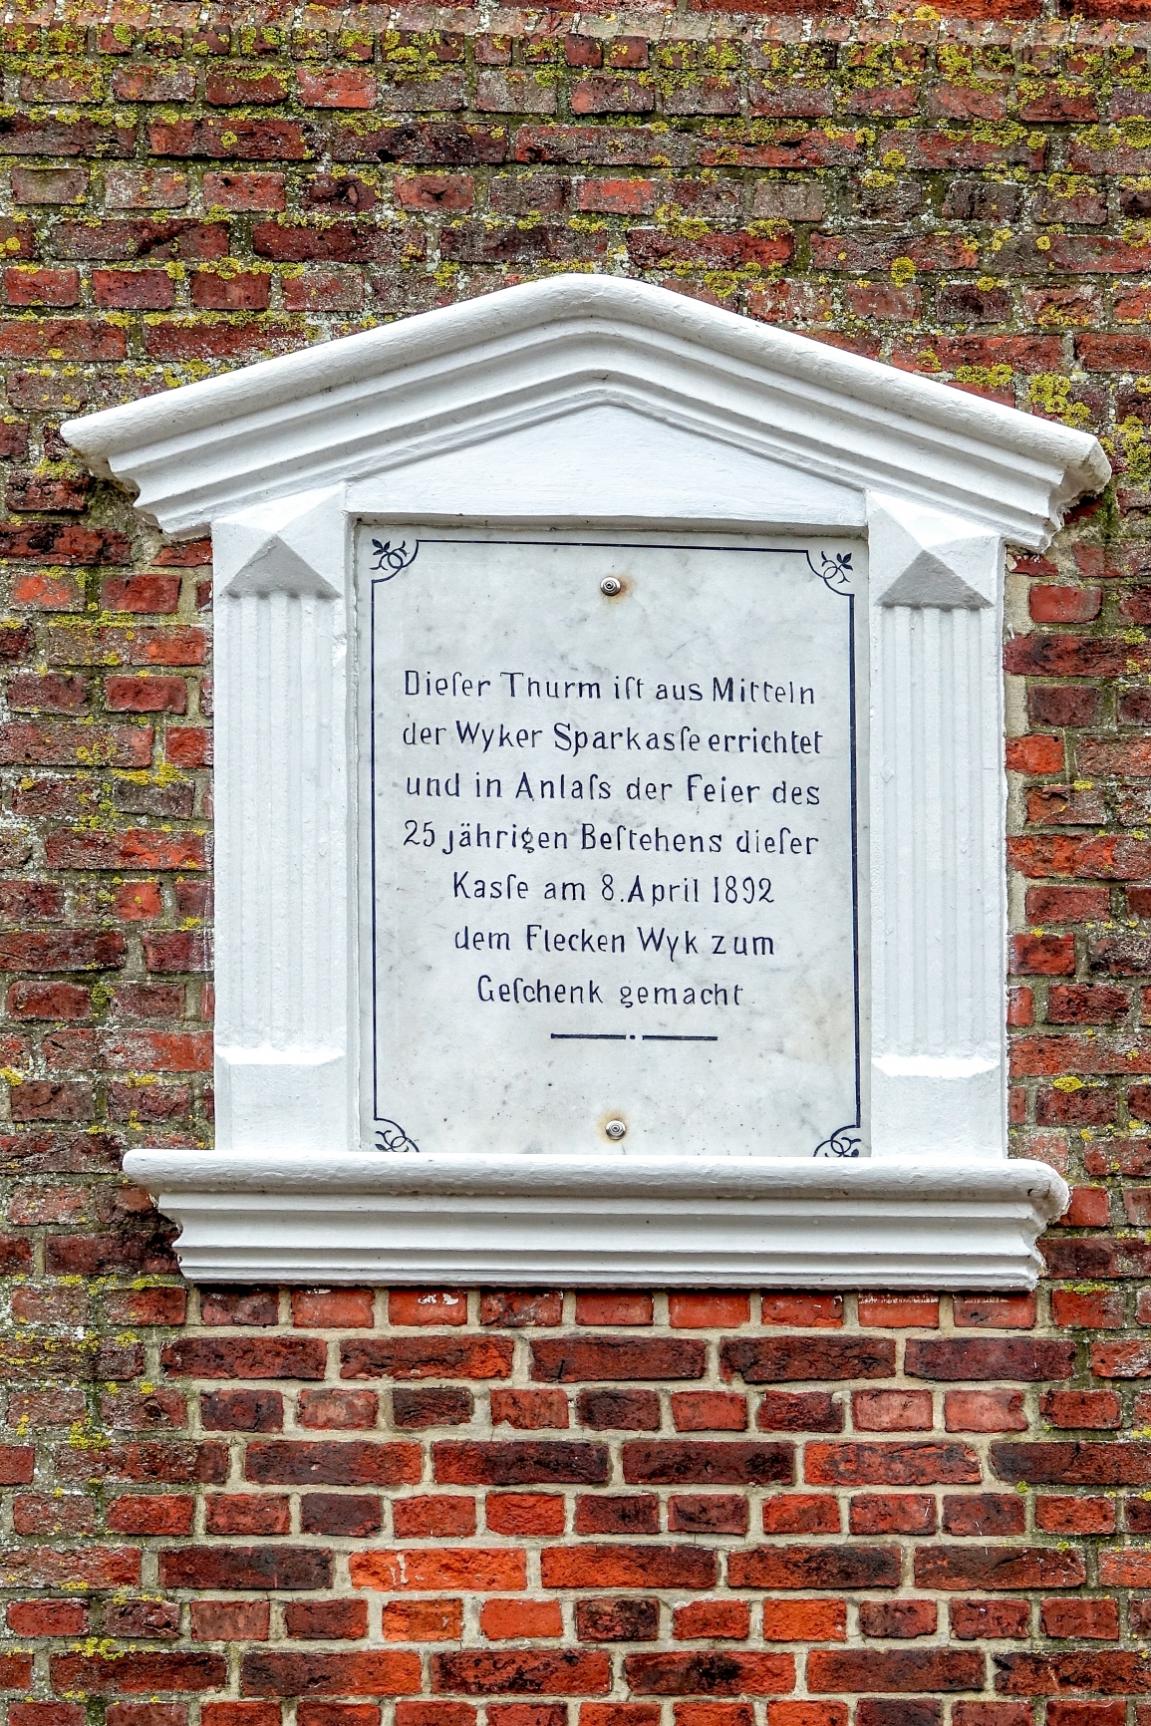 Dieſer Thurm iſt aus Mitteln
der Wyker Sparkasſe errichtet
und in Anlaſs der Feier des
25 jährigen Beſtehens dieſer
Kasſe am 8. April 1892
dem Flecken Wyk zum
Geſchenk gemacht.